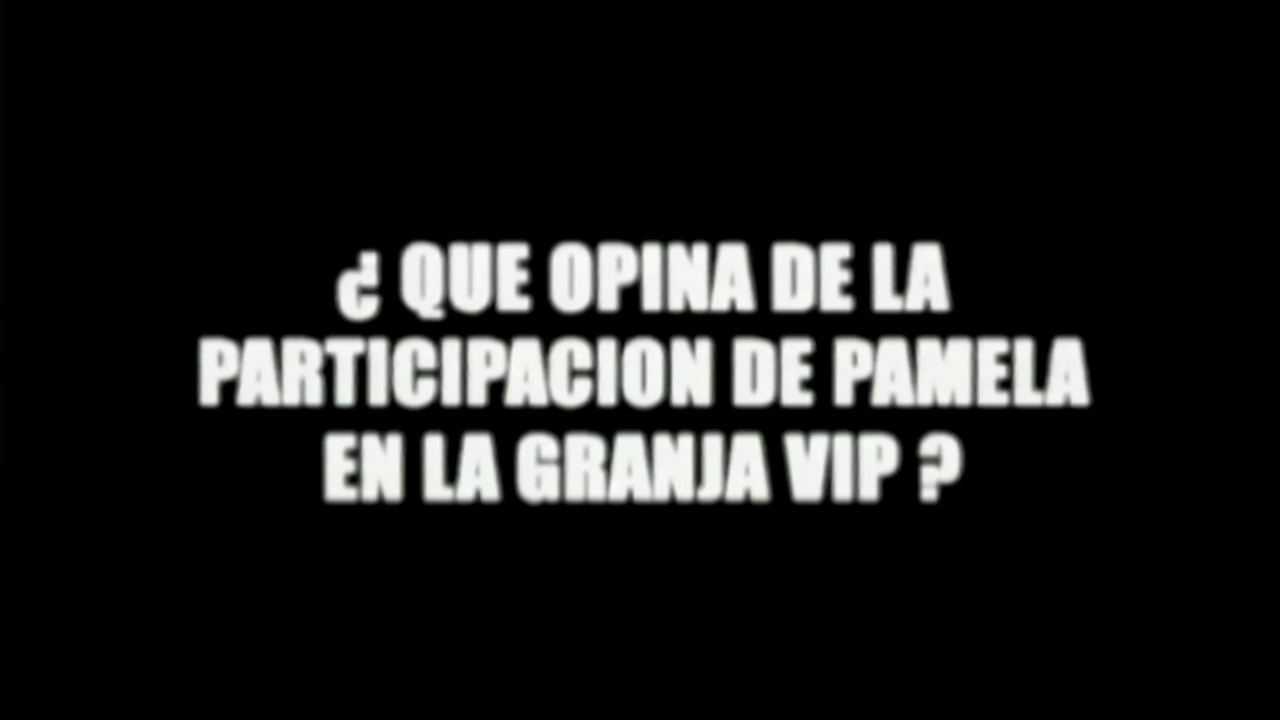 ¿ QUE OPINA DE LA
PARTICIPACION DE PAMELA
EN LA GRANJA VIP ?